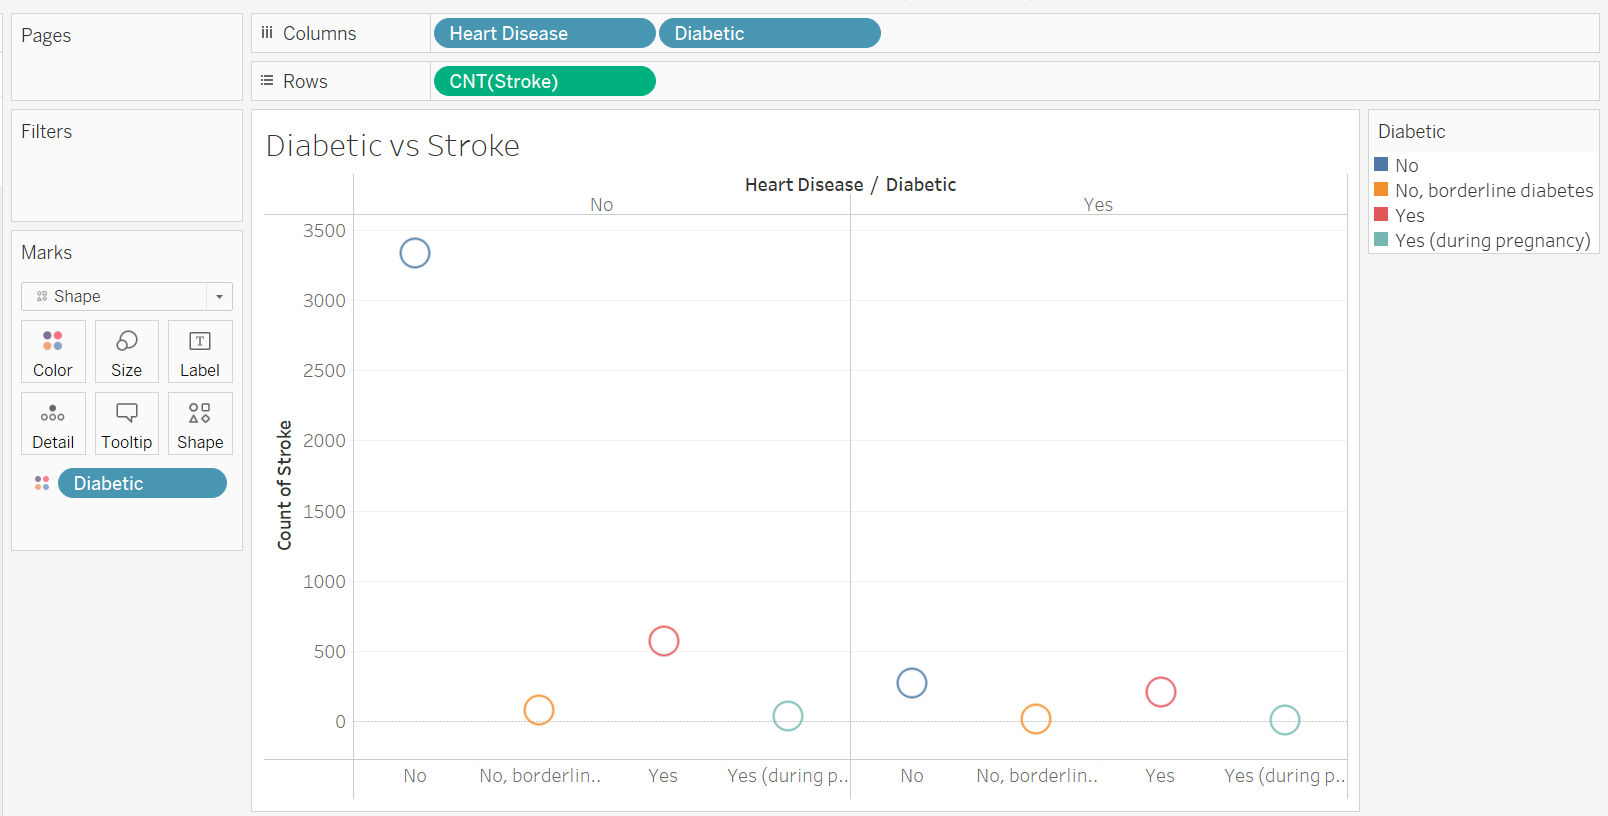 Pages
Columns
Heart Disease
Diabetic
Rows
CNT(Stroke)
Filters
Marks
Shape
Color
Size
Label
Detail
Tooltip
Shape
Diabetic
Diabetic vs Stroke
Heart Disease / Diabetic
No
Yes
3500
3000
2500
2000
1500
1000
500
0
Count of Stroke
No
No, borderlin..
Yes
Yes (during p..
No
No, borderlin..
Yes
Yes (during p..
Diabetic
No
No, borderline diabetes
Yes
Yes (during pregnancy)